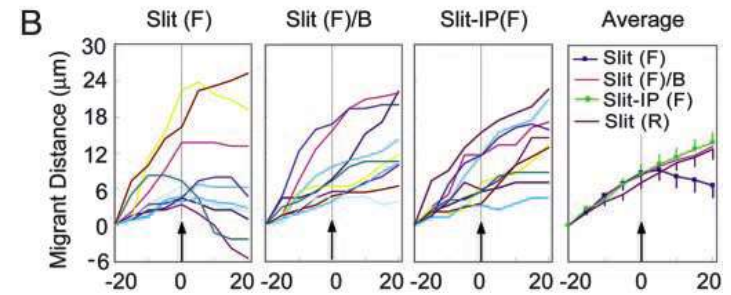 B
Slit (F)
Slit (F)/B
Slit-IP(F)
Average
Migrant Distance (μm)
30
24
18
12
6
0
-6
Slit (F)
Slit (F)/B
Slit-IP (F)
Slit (R)
-20 0 20
-20 0 20
-20 0 20
-20 0 20